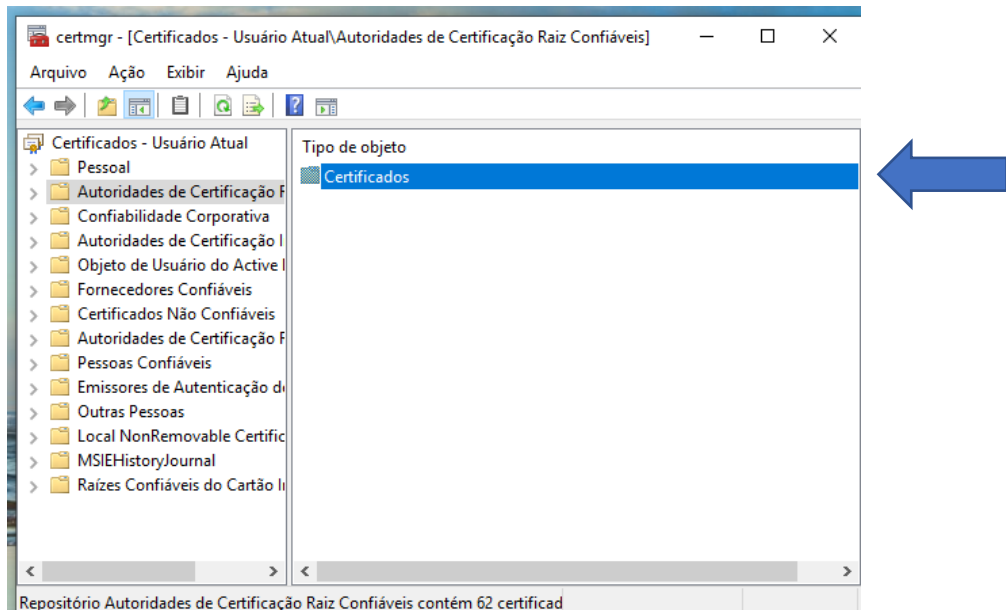 certmgr - [Certificados - Usuário Atual\Autoridades de Certificação Raiz Confiáveis]
Arquivo Ação Exibir Ajuda
Certificados - Usuário Atual
Pessoal
Autoridades de Certificação
Confiabilidade Corporativa
Autoridades de Certificação
Objeto de Usuário do Active
Fornecedores Confiáveis
Certificados Não Confiáveis
Autoridades de Certificação
Pessoas Confiáveis
Emissores de Autenticação
Outras Pessoas
Local NonRemovable
MSIEHistoryJournal
Raízes Confiáveis do Cartão
Tipo de objeto
Certificados
Repositório Autoridades de Certificação Raiz Confiáveis contém 62 certificad